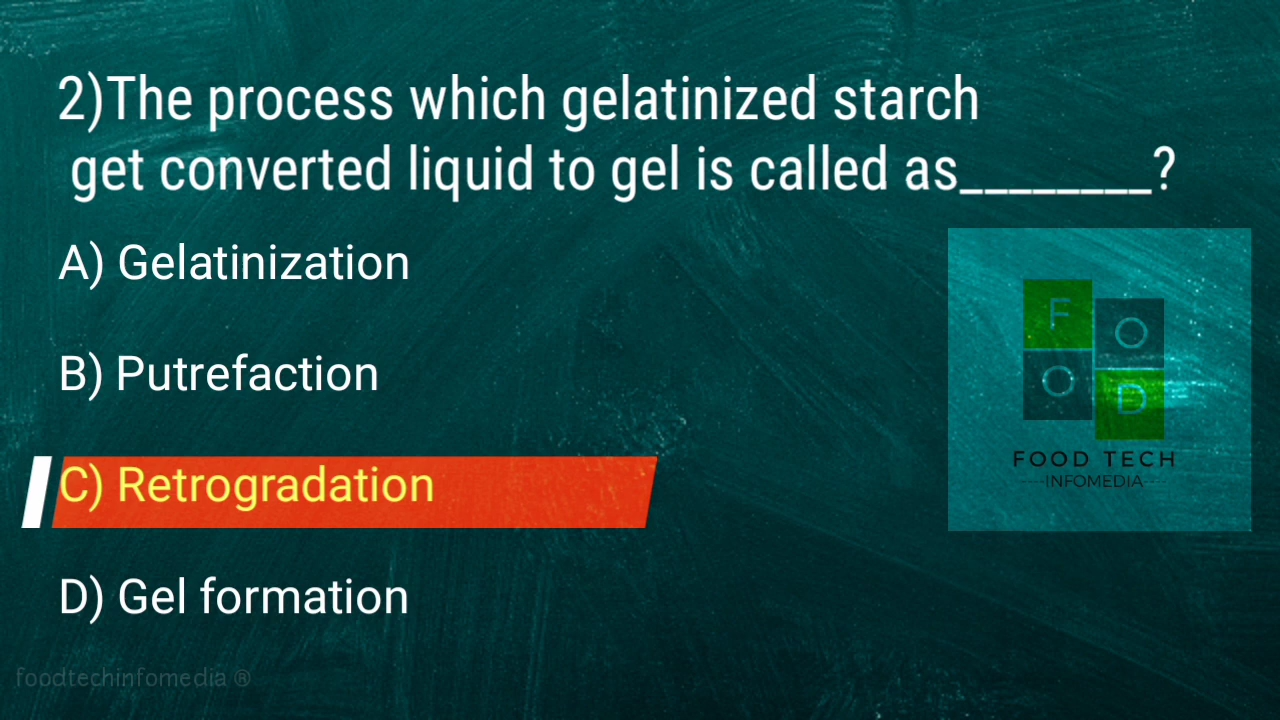 2)The process which gelatinized starch
get converted liquid to gel is called as________?
A) Gelatinization
B) Putrefaction
C) Retrogradation
D) Gel formation
F O
O D
FOOD TECH
INFOMEDIA
foodtechinfomedia ®